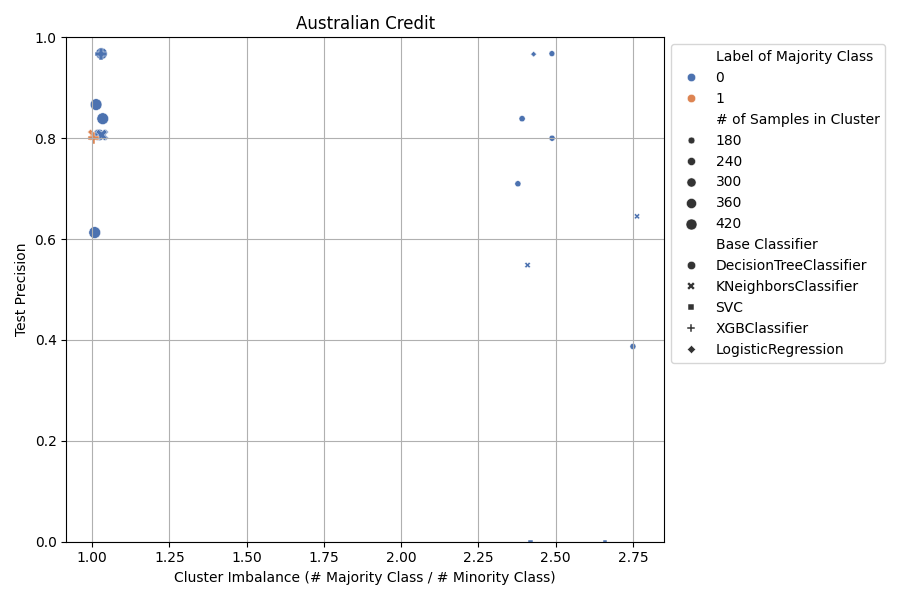 Australian Credit
1.0
0.8
0.6
0.4
0.2
0.0
Test Precision
1.00
1.25
1.50
1.75
2.00
2.25
2.50
2.75
Cluster Imbalance (# Majority Class / # Minority Class)
Label of Majority Class
0
1
# of Samples in Cluster
180
240
300
360
420
Base Classifier
DecisionTreeClassifier
KNeighborsClassifier
SVC
XGBClassifier
LogisticRegression